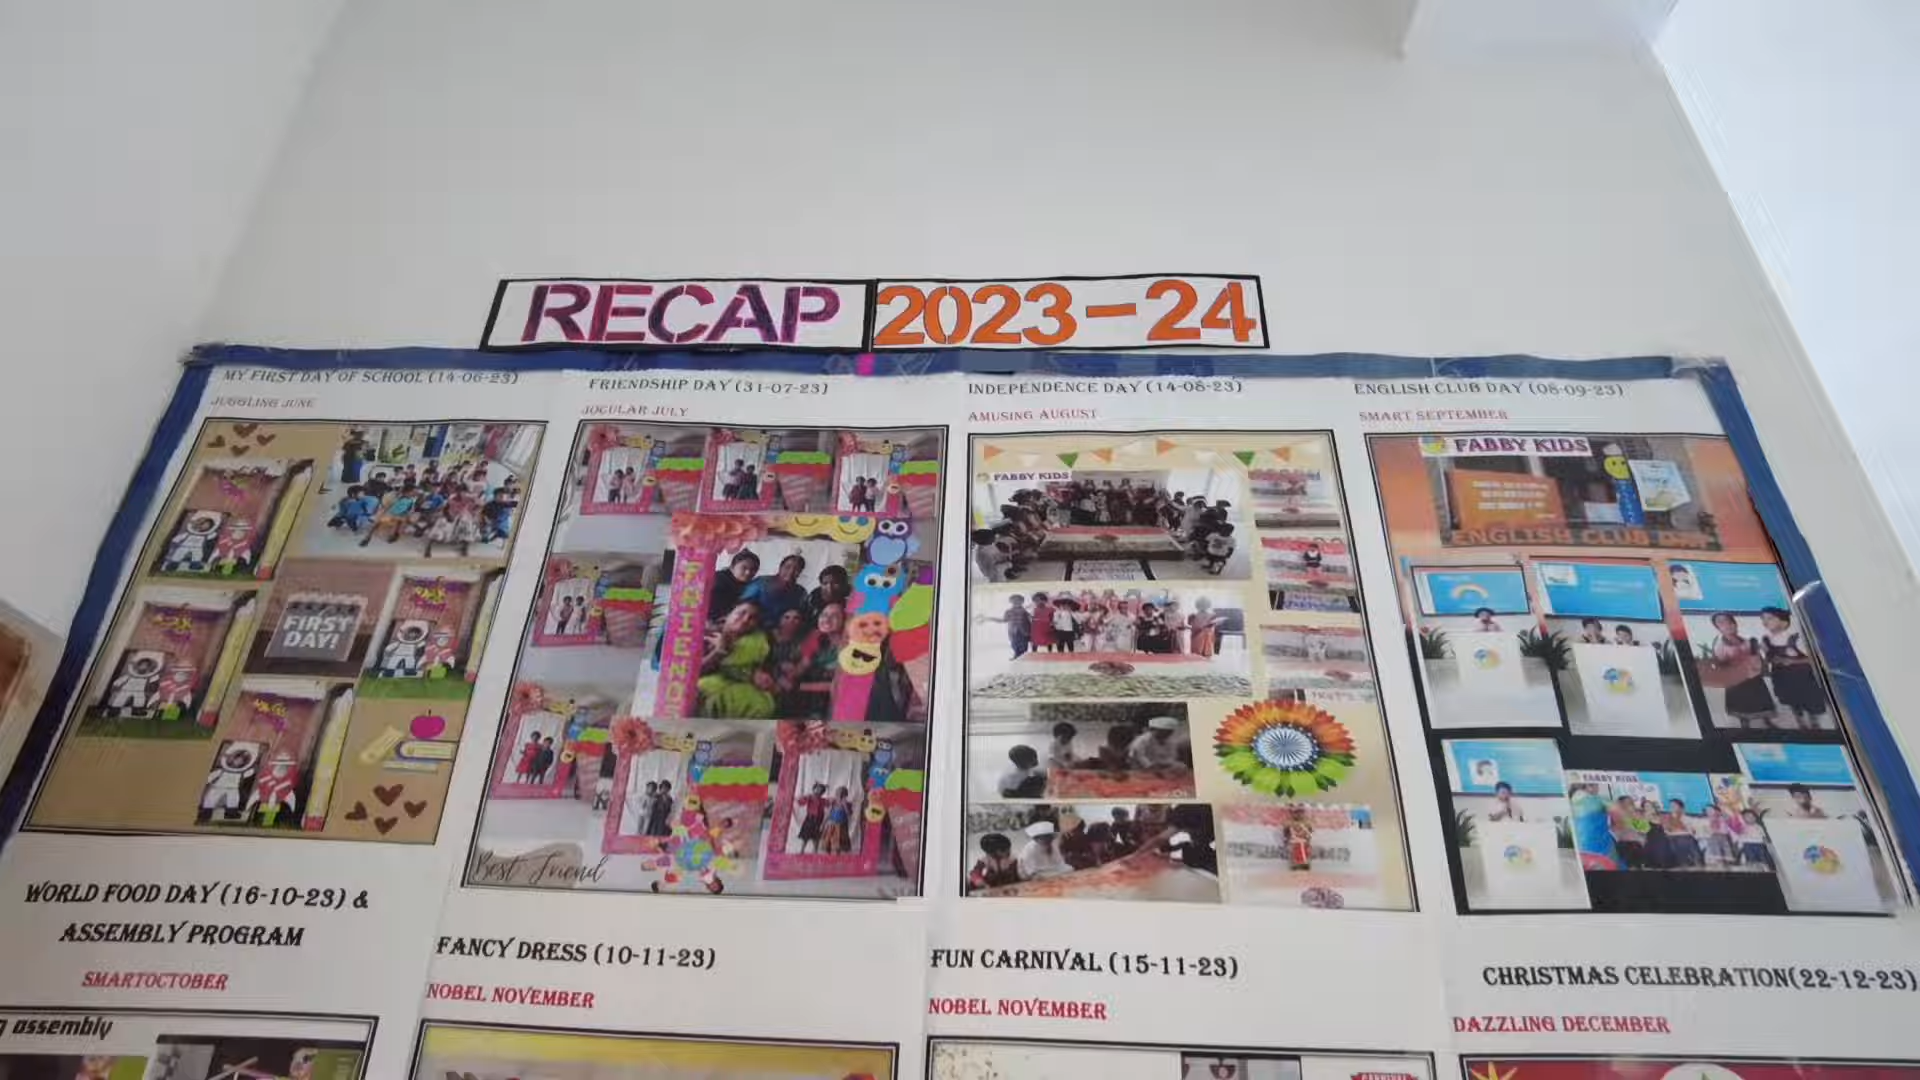 RECAP 2023-24
MY FIRST DAY OF SCHOOL (14-06-23)
JUGGLING JUNE
FRIENDSHIP DAY (31-07-23)
JOCULAR JULY
INDEPENDENCE DAY (14-08-23)
AMUSING AUGUST
ENGLISH CLUB DAY (08-09-23)
SMART SEPTEMBER
FIRST
DAY!
FRIENDS
Best Friend
FABBY KIDS
FABBY KIDS
ENGLISH CLUB DAY
FABBY KIDS
WORLD FOOD DAY (16-10-23) &
ASSEMBLY PROGRAM
SMARTOCTOBER
FANCY DRESS (10-11-23)
NOBEL NOVEMBER
FUN CARNIVAL (15-11-23)
NOBEL NOVEMBER
CHRISTMAS CELEBRATION(22-12-23)
DAZZLING DECEMBER
assembly
CARNIVAL